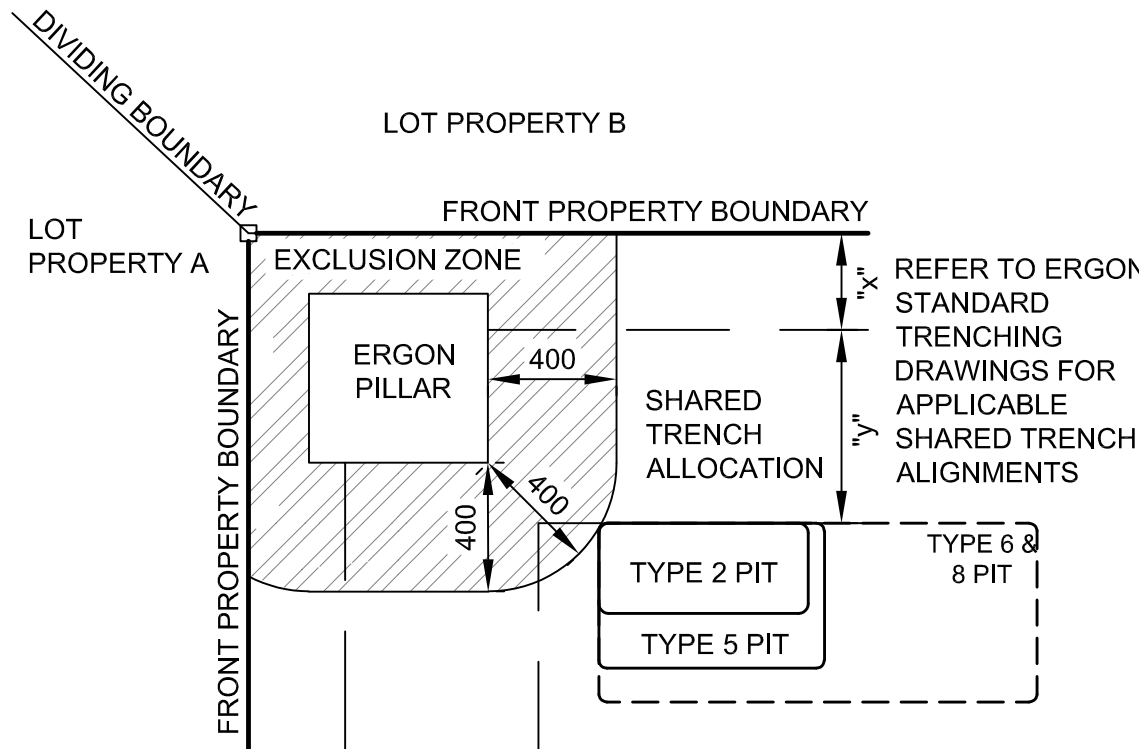 DIVIDING BOUNDARY
LOT PROPERTY B
FRONT PROPERTY BOUNDARY
LOT
PROPERTY A
EXCLUSION ZONE
"x"
REFER TO ERGON
STANDARD
TRENCHING
DRAWINGS FOR
APPLICABLE
SHARED TRENCH
ALIGNMENTS
ERGON
PILLAR
400
SHARED
TRENCH
ALLOCATION
"y"
FRONT PROPERTY BOUNDARY
400
400
TYPE 2 PIT
TYPE 5 PIT
TYPE 6 &
8 PIT